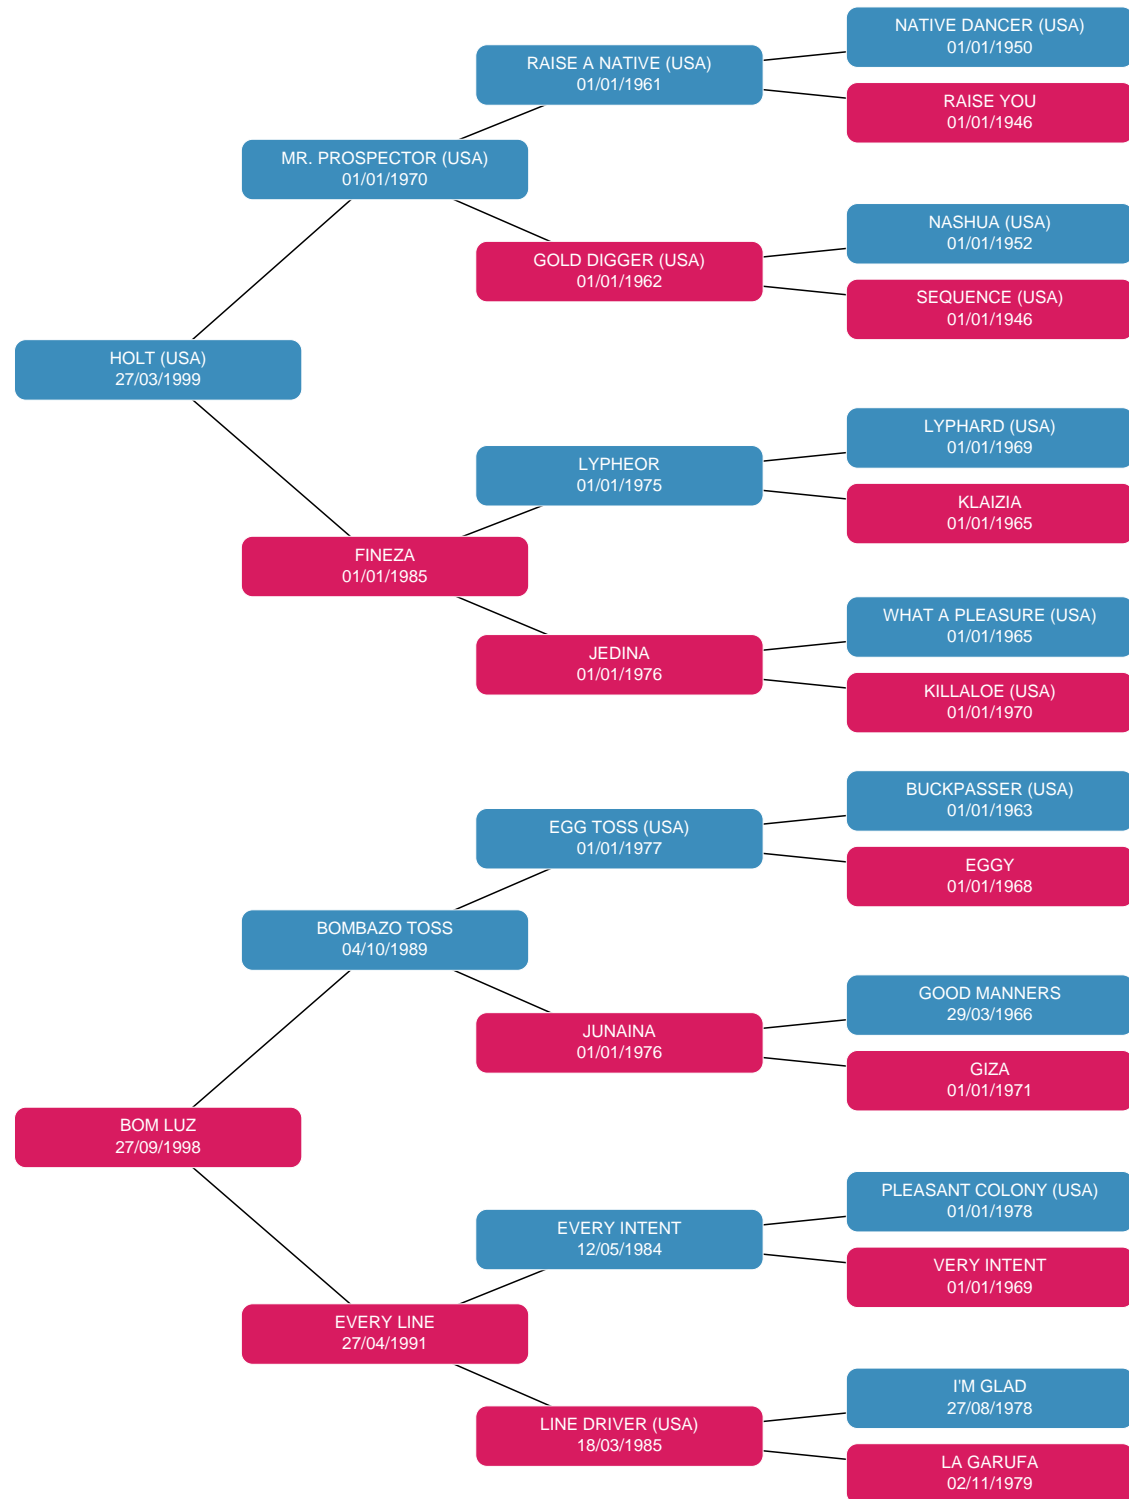 NATIVE DANCER (USA)
01/01/1950
RAISE A NATIVE (USA)
01/01/1961
RAISE YOU
01/01/1946
MR. PROSPECTOR (USA)
01/01/1970
NASHUA (USA)
01/01/1952
GOLD DIGGER (USA)
01/01/1962
SEQUENCE (USA)
01/01/1946
HOLT (USA)
27/03/1999
LYPHARD (USA)
01/01/1969
LYPHEOR
01/01/1975
KLAIZIA
01/01/1965
FINEZA
01/01/1985
WHAT A PLEASURE (USA)
01/01/1965
JEDINA
01/01/1976
KILLALOE (USA)
01/01/1970
BUCKPASSER (USA)
01/01/1963
EGG TOSS (USA)
01/01/1977
EGGY
01/01/1968
BOMBAZO TOSS
04/10/1989
GOOD MANNERS
29/03/1966
JUNAINA
01/01/1976
GIZA
01/01/1971
BOM LUZ
27/09/1998
PLEASANT COLONY (USA)
01/01/1978
EVERY INTENT
12/05/1984
VERY INTENT
01/01/1969
EVERY LINE
27/04/1991
I'M GLAD
27/08/1978
LINE DRIVER (USA)
18/03/1985
LA GARUFA
02/11/1979